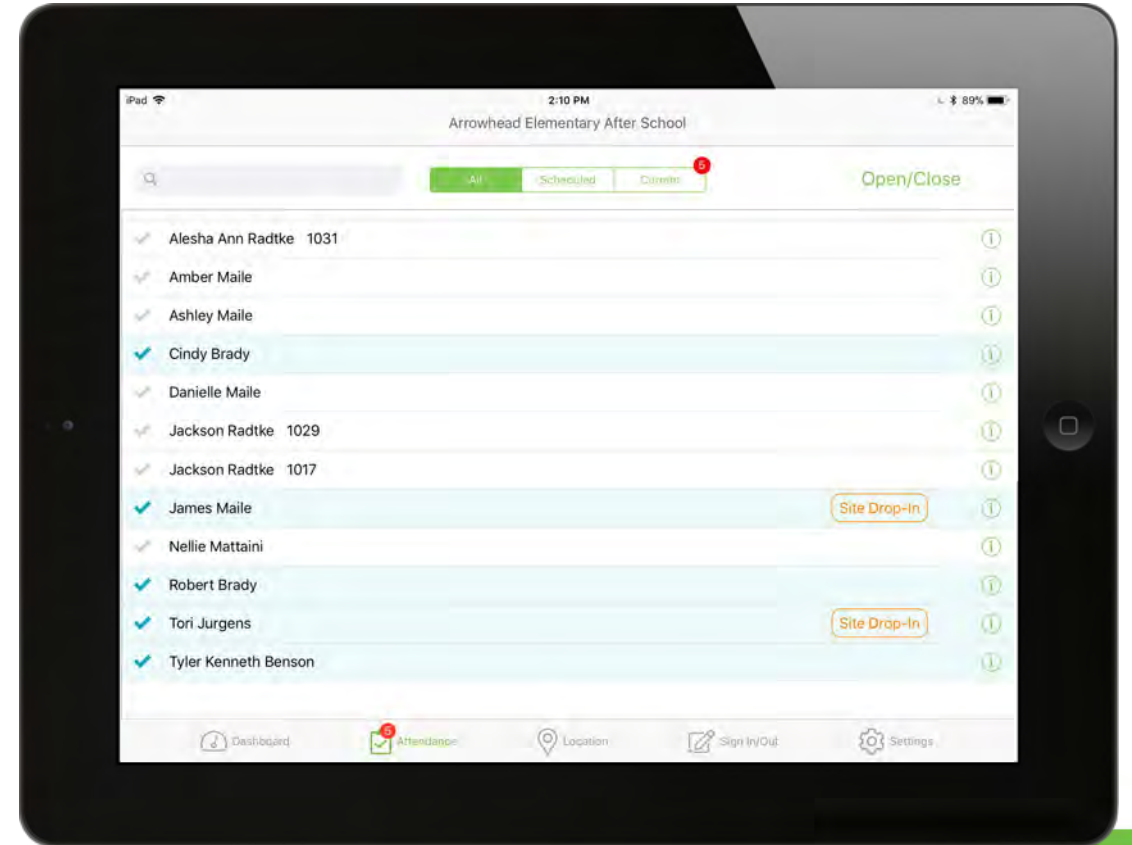 iPad 2:10 PM 89%
Arrowhead Elementary After School
5
All Scheduled Current Open/Close
Alesha Ann Radtke 1031
Amber Maile
Ashley Maile
Cindy Brady
Danielle Maile
Jackson Radtke 1029
Jackson Radtke 1017
James Maile Site Drop-In
Nellie Mattaini
Robert Brady
Tori Jurgens Site Drop-In
Tyler Kenneth Benson
5
Dashboard Attendance Location Sign In/Out Settings